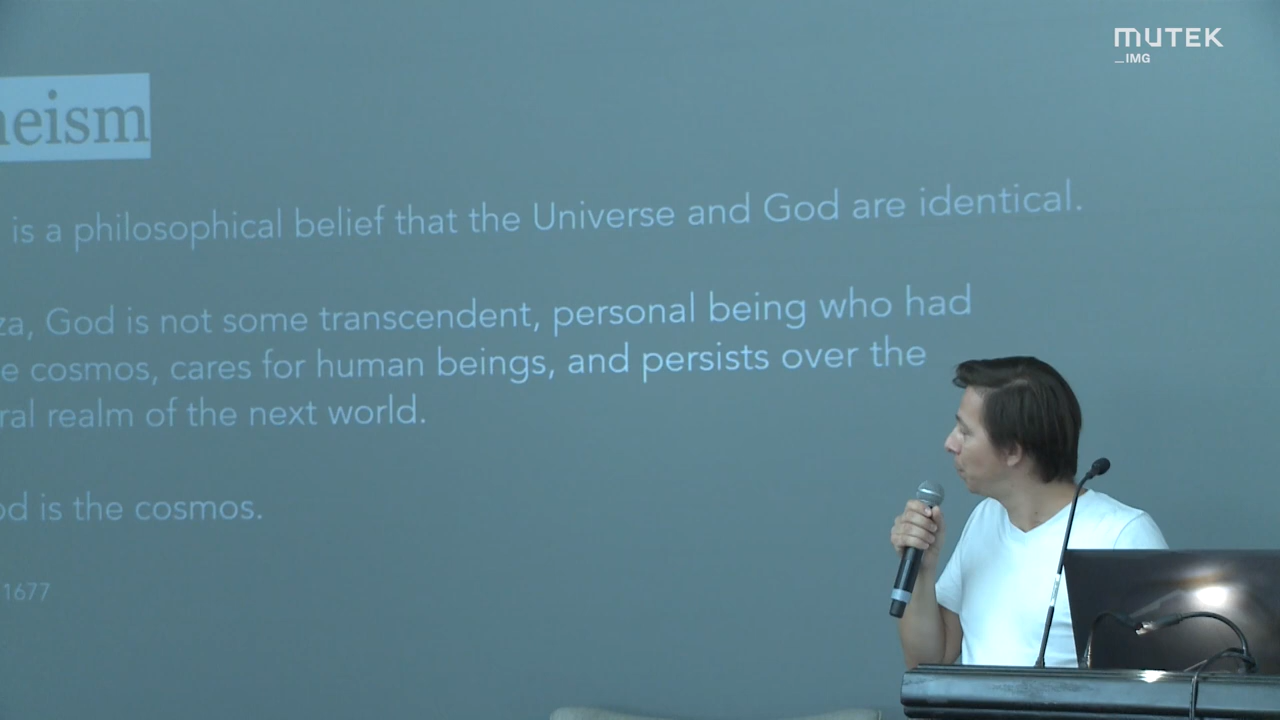 MUTEK
_IMG
heism
is a philosophical belief that the Universe and God are identical.
za, God is not some transcendent, personal being who had
e cosmos, cares for human beings, and persists over the
ral realm of the next world.
od is the cosmos.
1677